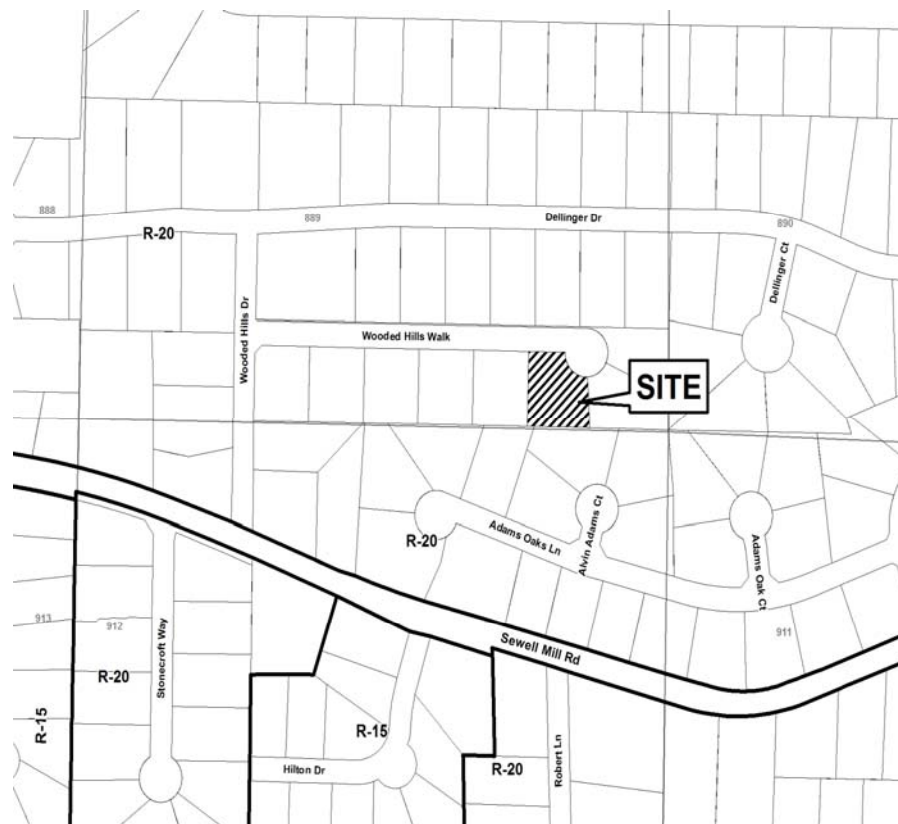 888
889
Dellinger Dr
890
R-20
Dellinger Ct
Wooded Hills Dr
Wooded Hills Walk
SITE
R-20
Adams Oaks Ln
Alvin Adams Ct
Adams Oak Ct
913
912
911
Sewell Mill Rd
R-20
Stonecroft Way
R-15
R-15
Hilton Dr
R-20
Robert Ln